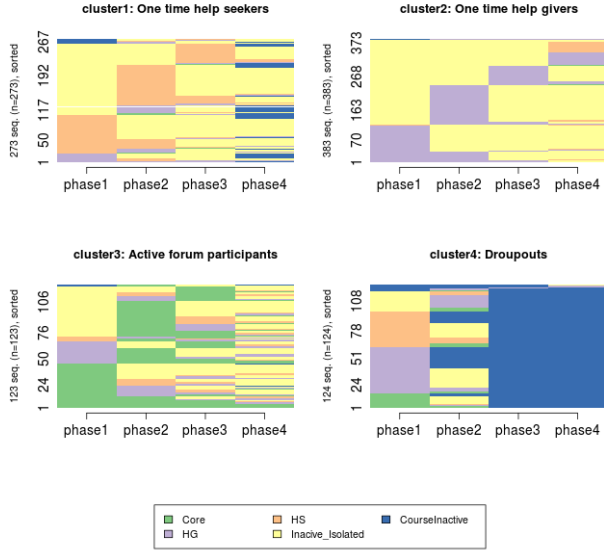 cluster1: One time help seekers
273 seq. (n=273), sorted
1 50 117 192 267
phase1 phase2 phase3 phase4
cluster2: One time help givers
383 seq. (n=383), sorted
1 70 163 268 373
phase1 phase2 phase3 phase4
cluster3: Active forum participants
123 seq. (n=123), sorted
1 24 50 76 106
phase1 phase2 phase3 phase4
cluster4: Droupouts
124 seq. (n=124), sorted
1 24 51 78 108
phase1 phase2 phase3 phase4
Core HS CourseInactive
HG Inacive_Isolated